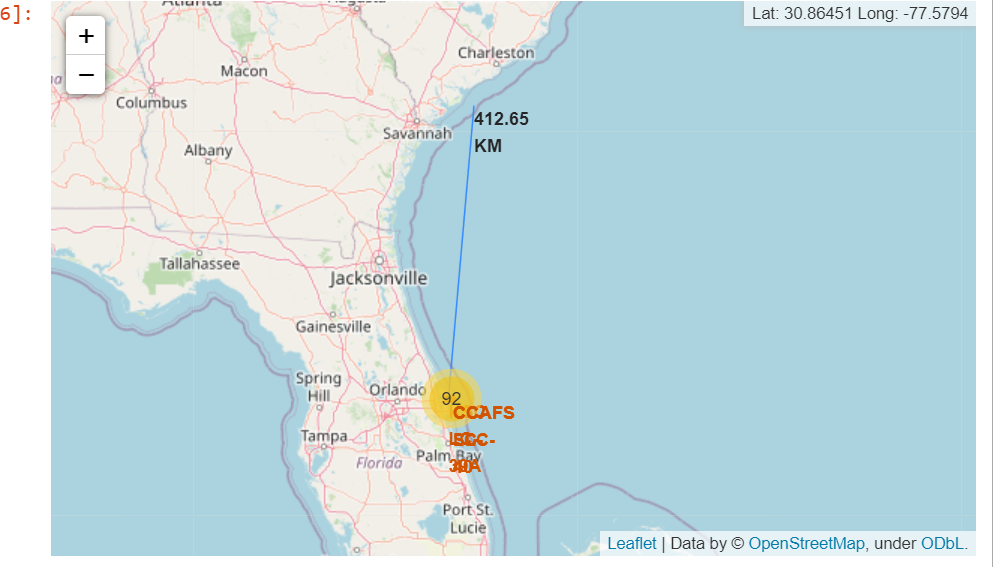 6]:
Atlanta
Augusta
Lat: 30.86451 Long: -77.5794
+
−
Charleston
Macon
Columbus
412.65
KM
Savannah
Albany
Tallahassee
Jacksonville
Gainesville
Spring
Hill
Orlando
92
CCAFS
Tampa
Palm Bay
Florida
Port St.
Lucie
Leaflet | Data by © OpenStreetMap, under ODbL.